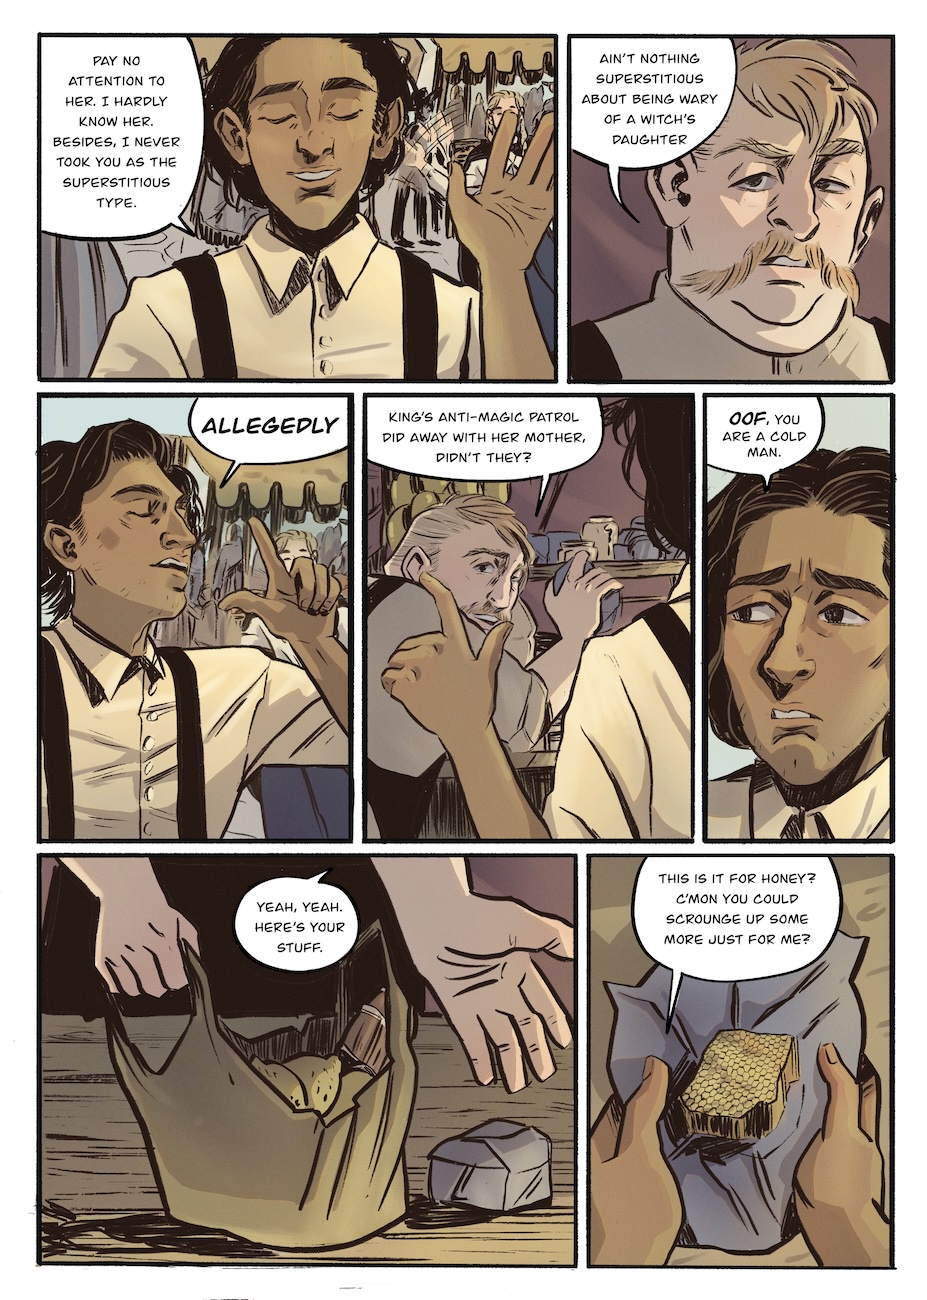 PAY NO
ATTENTION TO
HER. I HARDLY
KNOW HER.
BESIDES, I NEVER
TOOK YOU AS THE
SUPERSTITIOUS
TYPE.
AIN'T NOTHING
SUPERSTITIOUS
ABOUT BEING WARY
OF A WITCH'S
DAUGHTER
ALLEGEDLY
KING'S ANTI-MAGIC PATROL
DID AWAY WITH HER MOTHER,
DIDN'T THEY?
OOF, YOU
ARE A COLD
MAN.
YEAH, YEAH.
HERE'S YOUR
STUFF.
THIS IS IT FOR HONEY?
C'MON YOU COULD
SCROUNGE UP SOME
MORE JUST FOR ME?